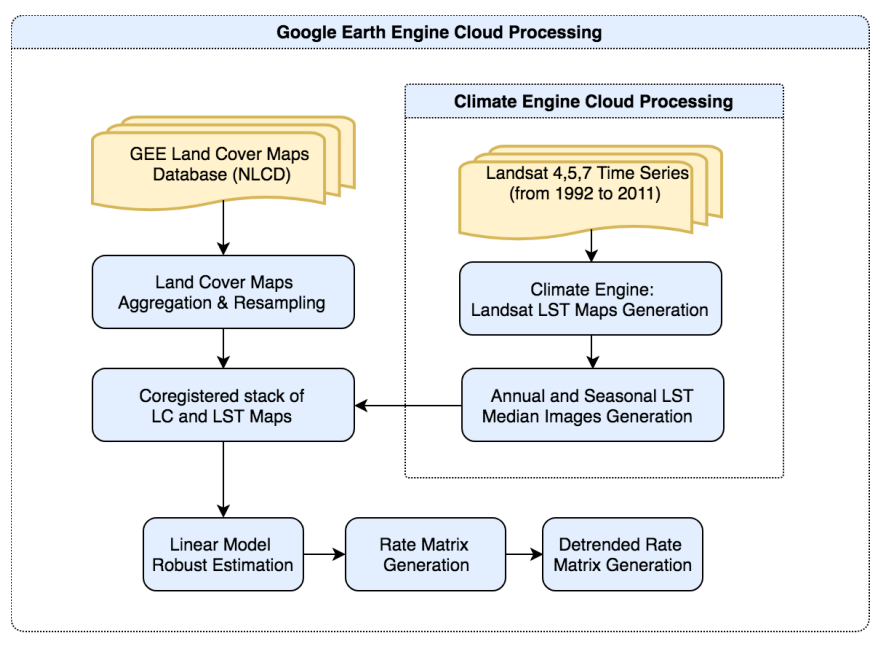 Google Earth Engine Cloud Processing
Climate Engine Cloud Processing
GEE Land Cover Maps
Database (NLCD)
Landsat 4,5,7 Time Series
(from 1992 to 2011)
Land Cover Maps
Aggregation & Resampling
Climate Engine:
Landsat LST Maps Generation
Coregistered stack of
LC and LST Maps
Annual and Seasonal LST
Median Images Generation
Linear Model
Robust Estimation
Rate Matrix
Generation
Detrended Rate
Matrix Generation